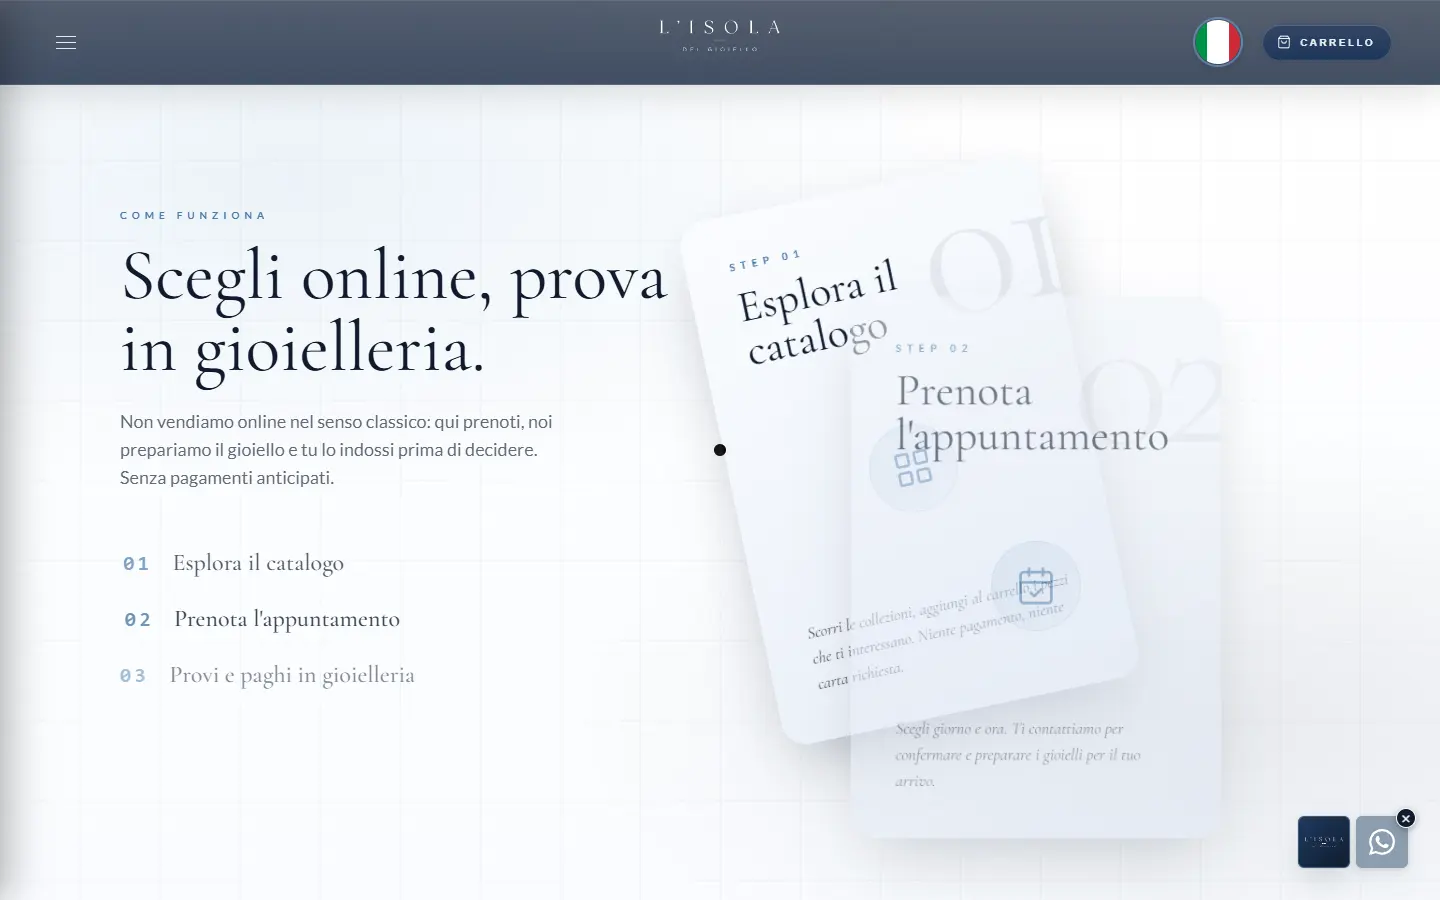 L'ISOLA
DEL GIOIELLO
CARRELLO
COME FUNZIONA
Scegli online, prova
in gioielleria.
Non vendiamo online nel senso classico: qui prenoti, noi
prepariamo il gioiello e tu lo indossi prima di decidere.
Senza pagamenti anticipati.
01 Esplora il catalogo
02 Prenota l'appuntamento
03 Provi e paghi in gioielleria
STEP 01
01
Esplora il
catalogo
Scorri le collezioni, aggiungi al carrello i pezzi
che ti interessano. Niente pagamento, niente
carta richiesta.
STEP 02
02
Prenota
l'appuntamento
Scegli giorno e ora. Ti contattiamo per
confermare e preparare i gioielli per il tuo
arrivo.
L'ISOLA